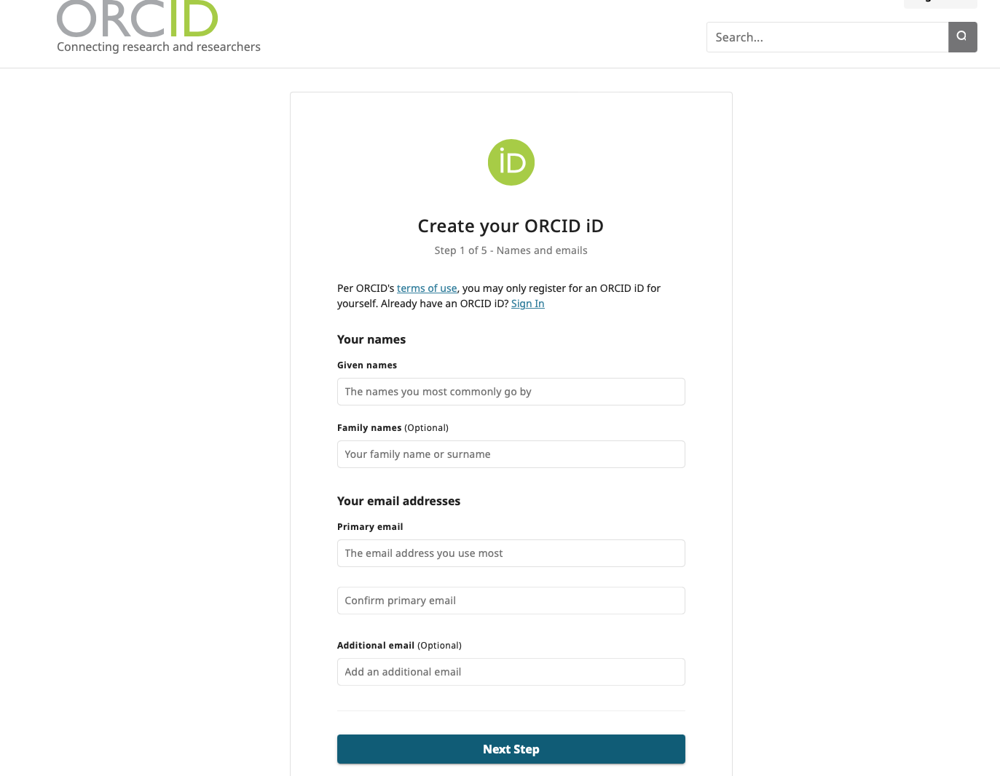 ORCID
Connecting research and researchers
Search...
iD
Create your ORCID iD
Step 1 of 5 - Names and emails
Per ORCID's terms of use, you may only register for an ORCID iD for
yourself. Already have an ORCID iD? Sign In
Your names
Given names
The names you most commonly go by
Family names (Optional)
Your family name or surname
Your email addresses
Primary email
The email address you use most
Confirm primary email
Additional email (Optional)
Add an additional email
Next Step